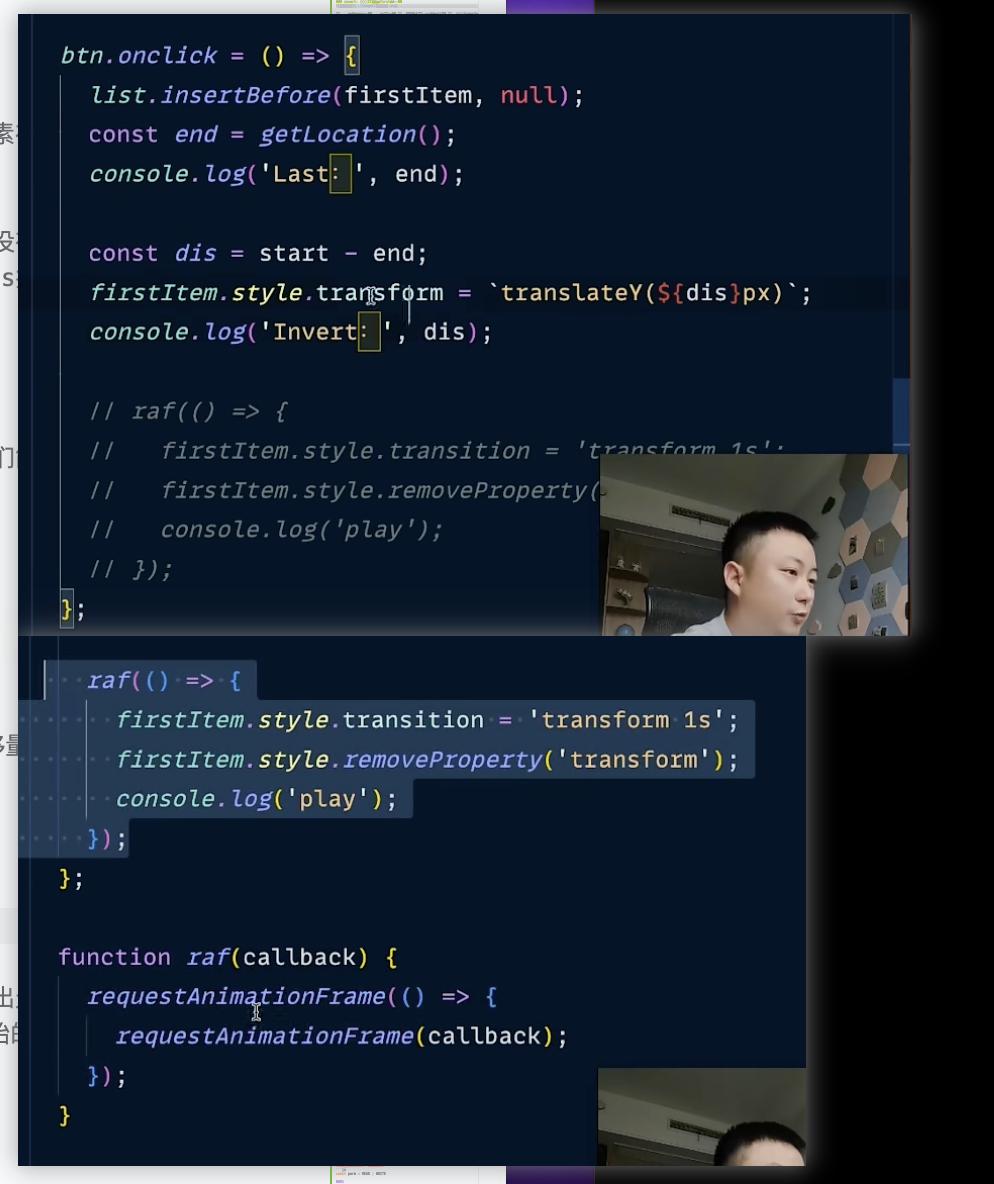 btn.onclick = () => {
list.insertBefore(firstItem, null);
const end = getLocation();
console.log('Last：', end);
const dis = start - end;
firstItem.style.transform = `translateY(${dis}px)`;
console.log('Invert：', dis);
// raf(() => {
//   firstItem.style.transition = 'transform 1s';
//   firstItem.style.removeProperty(
//   console.log('play');
// });
};
raf(() => {
firstItem.style.transition = 'transform 1s';
firstItem.style.removeProperty('transform');
console.log('play');
});
};
function raf(callback) {
requestAnimationFrame(() => {
requestAnimationFrame(callback);
});
}